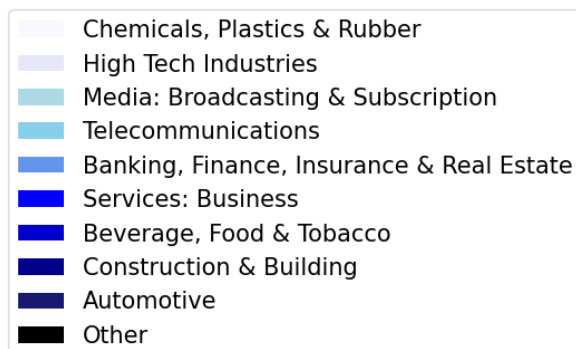 Chemicals, Plastics & Rubber
High Tech Industries
Media: Broadcasting & Subscription
Telecommunications
Banking, Finance, Insurance & Real Estate
Services: Business
Beverage, Food & Tobacco
Construction & Building
Automotive
Other